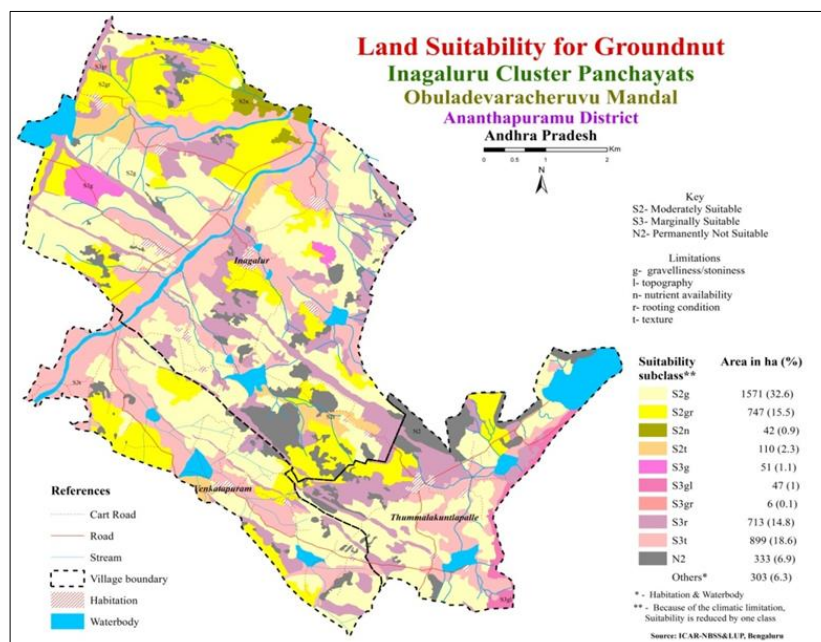 Land Suitability for Groundnut
Inagaluru Cluster Panchayats
Obuladevaracheruvu Mandal
Ananthapuramu District
Andhra Pradesh
0 0.5 1 2 Km
N
Key
S2- Moderately Suitable
S3- Marginally Suitable
N2- Permanently Not Suitable
Limitations
g- gravelliness/stoniness
l- topography
n- nutrient availability
r- rooting condition
t- texture
Suitability subclass** Area in ha (%)
S2g 1571 (32.6)
S2gr 747 (15.5)
S2n 42 (0.9)
S2t 110 (2.3)
S3g 51 (1.1)
S3gl 47 (1)
S3gr 6 (0.1)
S3r 713 (14.8)
S3t 899 (18.6)
N2 333 (6.9)
Others* 303 (6.3)
* - Habitation & Waterbody
** - Because of the climatic limitation,
Suitability is reduced by one class
Source: ICAR-NBSS&LUP, Bengaluru
References
Cart Road
Road
Stream
Village boundary
Habitation
Waterbody
S2gr
S2n
S2g
S3g
Inagalur
N2
Venkatapuram
Thummalakuntlapalle
S3gl